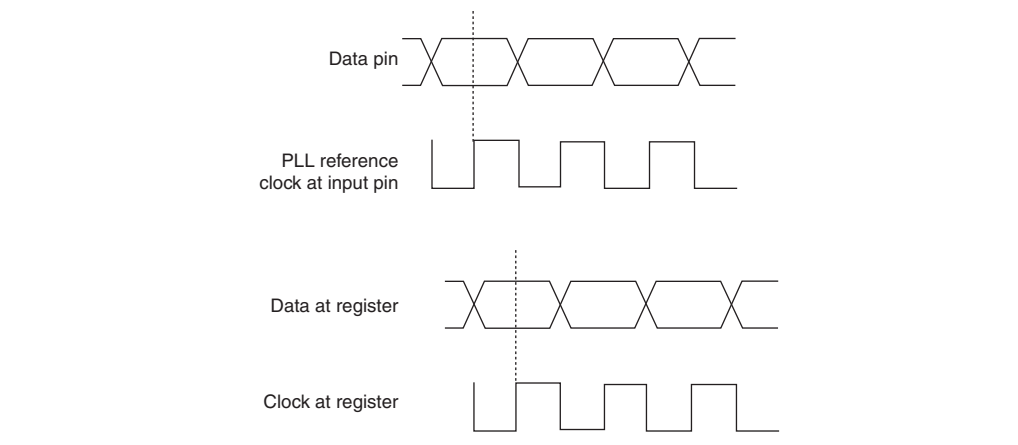 Data pin
PLL reference
clock at input pin
Data at register
Clock at register